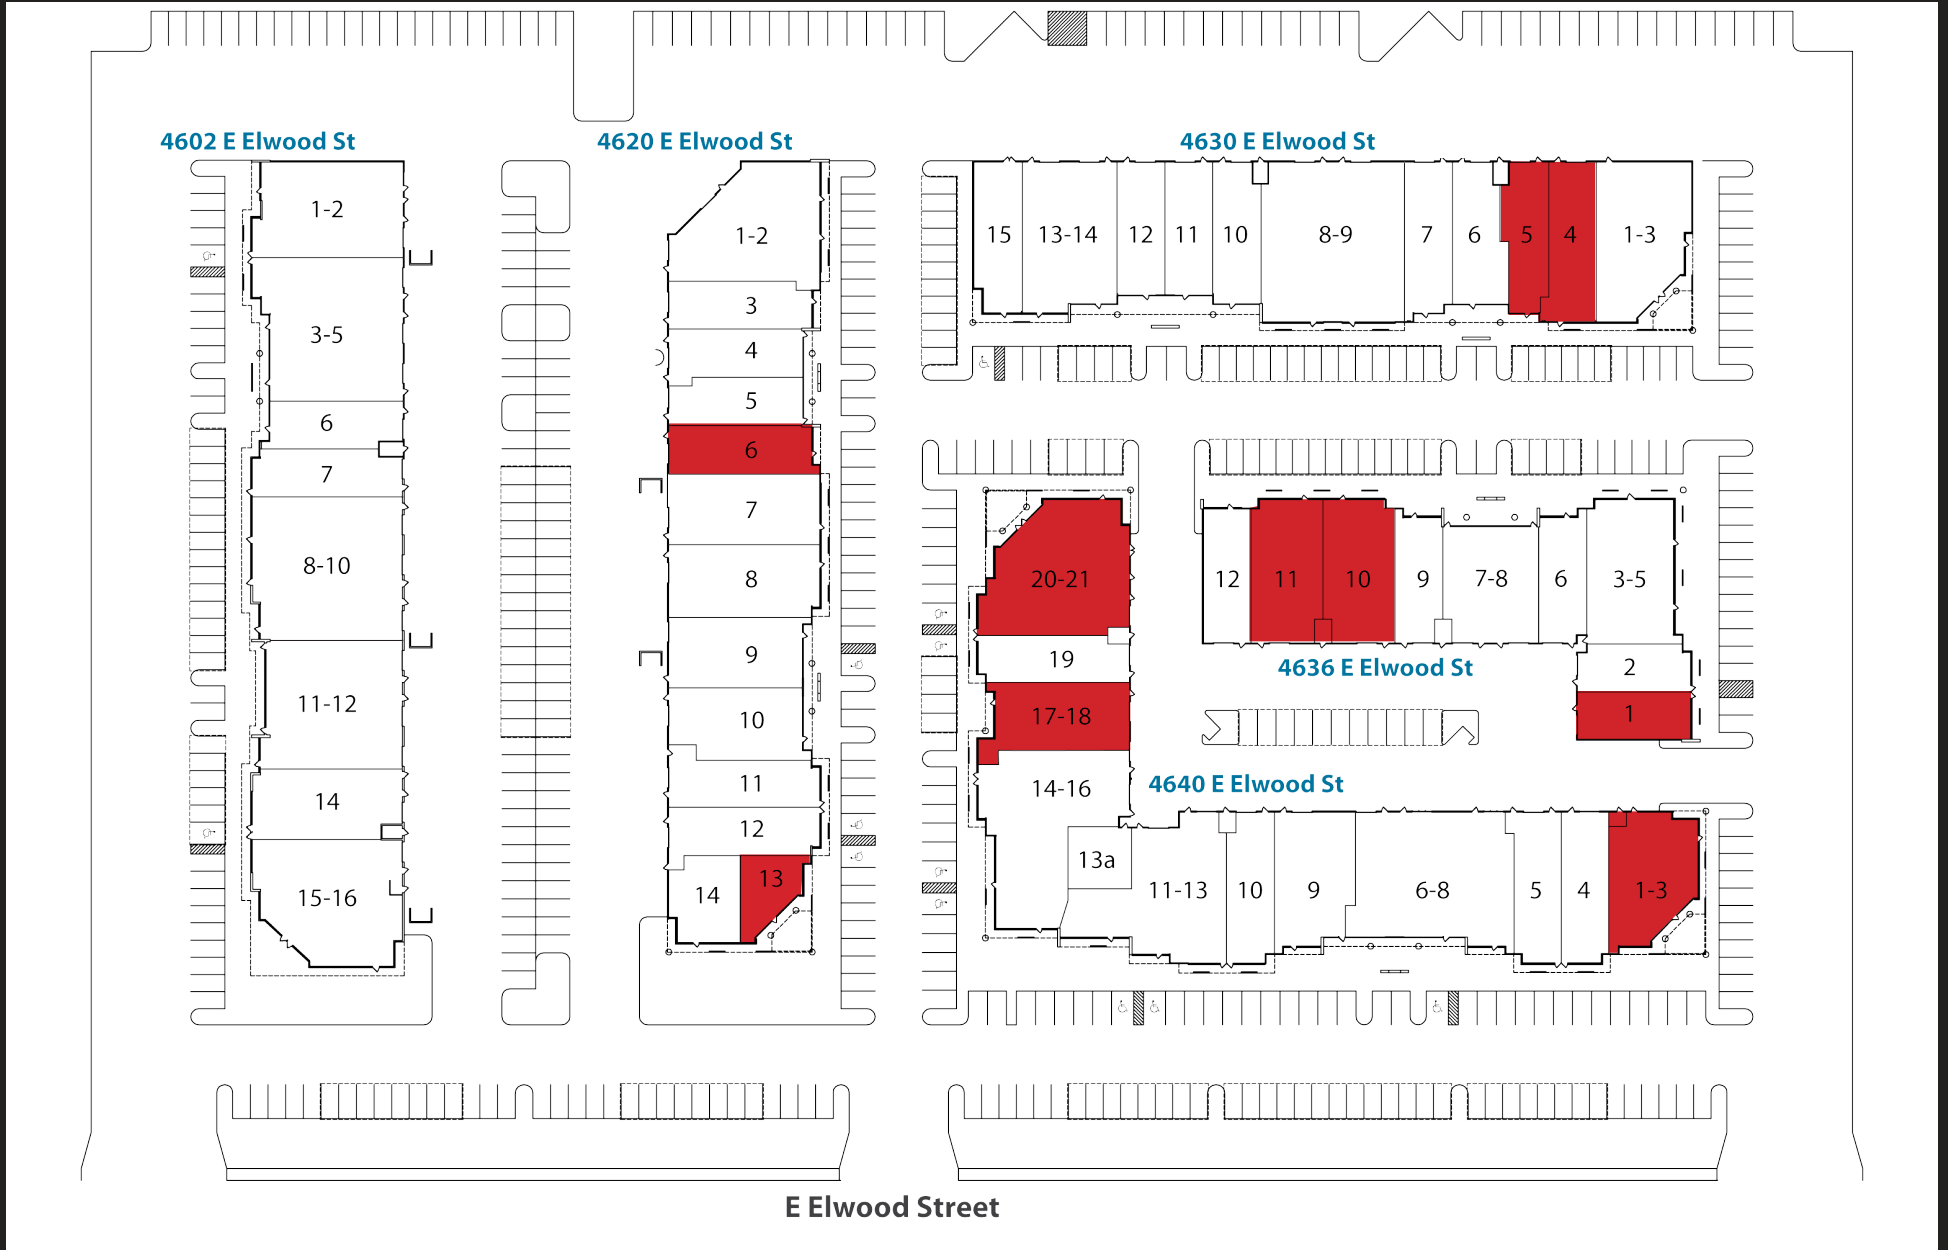 4602 E Elwood St
1-2
3-5
6
7
8-10
11-12
14
15-16
4620 E Elwood St
1-2
3
4
5
6
7
8
9
10
11
12
13
14
4630 E Elwood St
15 13-14 12 11 10 8-9 7 6 5 4 1-3
20-21
19
17-18
14-16
13a
12 11 10 9 7-8 6 3-5
2
1
4636 E Elwood St
4640 E Elwood St
11-13 10 9 6-8 5 4 1-3
E Elwood Street